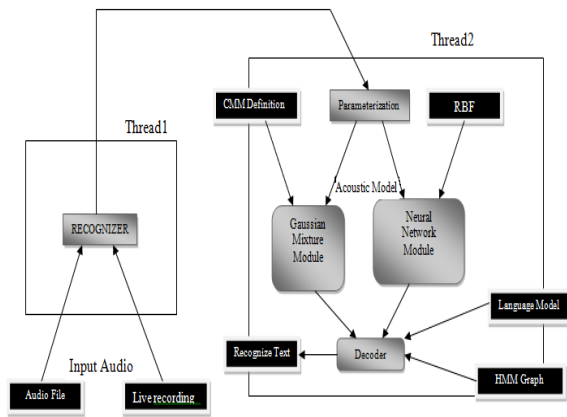 Thread2
CMM Definition
Parameterization
RBF
Thread1
Acoustic Model
Gaussian
Mixture
Module
Neural
Network
Module
RECOGNIZER
Language Model
Recognize Text
Decoder
Input Audio
HMM Graph
Audio File
Live recording